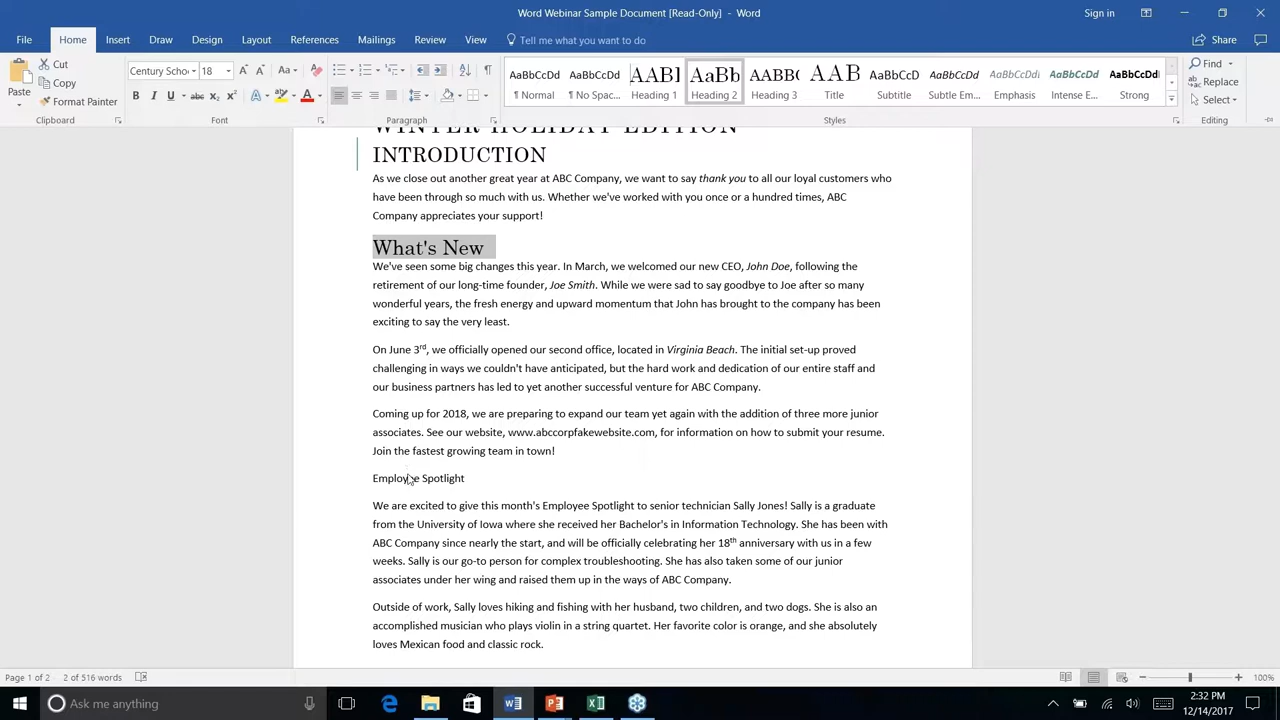 Word Webinar Sample Document [Read-Only] - Word
Sign in
File Home Insert Draw Design Layout References Mailings Review View Tell me what you want to do Share
Paste
Cut
Copy
Format Painter
Clipboard
Century Schoo 18
Aa
B I U abc X₂ X²
Font
Paragraph
AaBbCcDd AaBbCcDd AABI AaBb AABBC AAB AaBbCcD AaBbCcDd AaBbCcDd AaBbCcDd AaBbCcDd
¶ Normal ¶ No Spac... Heading 1 Heading 2 Heading 3 Title Subtitle Subtle Em... Emphasis Intense E... Strong
Styles
Find
Replace
Select
Editing
WINTER HOLIDAY EDITION
INTRODUCTION
As we close out another great year at ABC Company, we want to say thank you to all our loyal customers who
have been through so much with us. Whether we've worked with you once or a hundred times, ABC
Company appreciates your support!
What's New
We've seen some big changes this year. In March, we welcomed our new CEO, John Doe, following the
retirement of our long-time founder, Joe Smith. While we were sad to say goodbye to Joe after so many
wonderful years, the fresh energy and upward momentum that John has brought to the company has been
exciting to say the very least.
On June 3rd, we officially opened our second office, located in Virginia Beach. The initial set-up proved
challenging in ways we couldn't have anticipated, but the hard work and dedication of our entire staff and
our business partners has led to yet another successful venture for ABC Company.
Coming up for 2018, we are preparing to expand our team yet again with the addition of three more junior
associates. See our website, www.abccorpfakewebsite.com, for information on how to submit your resume.
Join the fastest growing team in town!
Employee Spotlight
We are excited to give this month's Employee Spotlight to senior technician Sally Jones! Sally is a graduate
from the University of Iowa where she received her Bachelor's in Information Technology. She has been with
ABC Company since nearly the start, and will be officially celebrating her 18th anniversary with us in a few
weeks. Sally is our go-to person for complex troubleshooting. She has also taken some of our junior
associates under her wing and raised them up in the ways of ABC Company.
Outside of work, Sally loves hiking and fishing with her husband, two children, and two dogs. She is also an
accomplished musician who plays violin in a string quartet. Her favorite color is orange, and she absolutely
loves Mexican food and classic rock.
Page 1 of 2 2 of 516 words
100%
Ask me anything
2:32 PM
12/14/2017